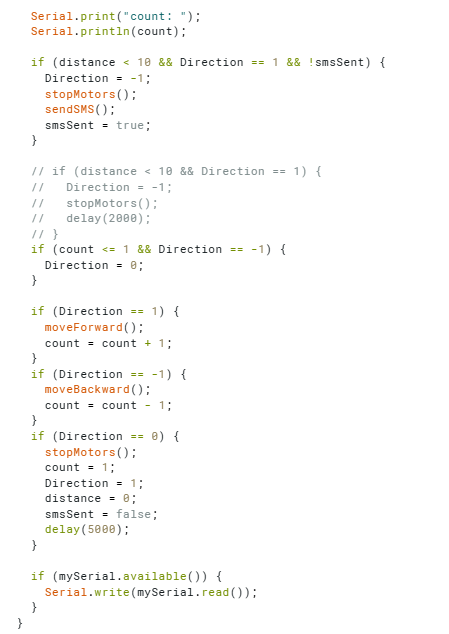 Serial.print("count: ");
Serial.println(count);
if (distance < 10 && Direction == 1 && !smsSent) {
Direction = -1;
stopMotors();
sendSMS();
smsSent = true;
}
// if (distance < 10 && Direction == 1) {
//   Direction = -1;
//   stopMotors();
//   delay(2000);
// }
if (count <= 1 && Direction == -1) {
Direction = 0;
}
if (Direction == 1) {
moveForward();
count = count + 1;
}
if (Direction == -1) {
moveBackward();
count = count - 1;
}
if (Direction == 0) {
stopMotors();
count = 1;
Direction = 1;
distance = 0;
smsSent = false;
delay(5000);
}
if (mySerial.available()) {
Serial.write(mySerial.read());
}
}